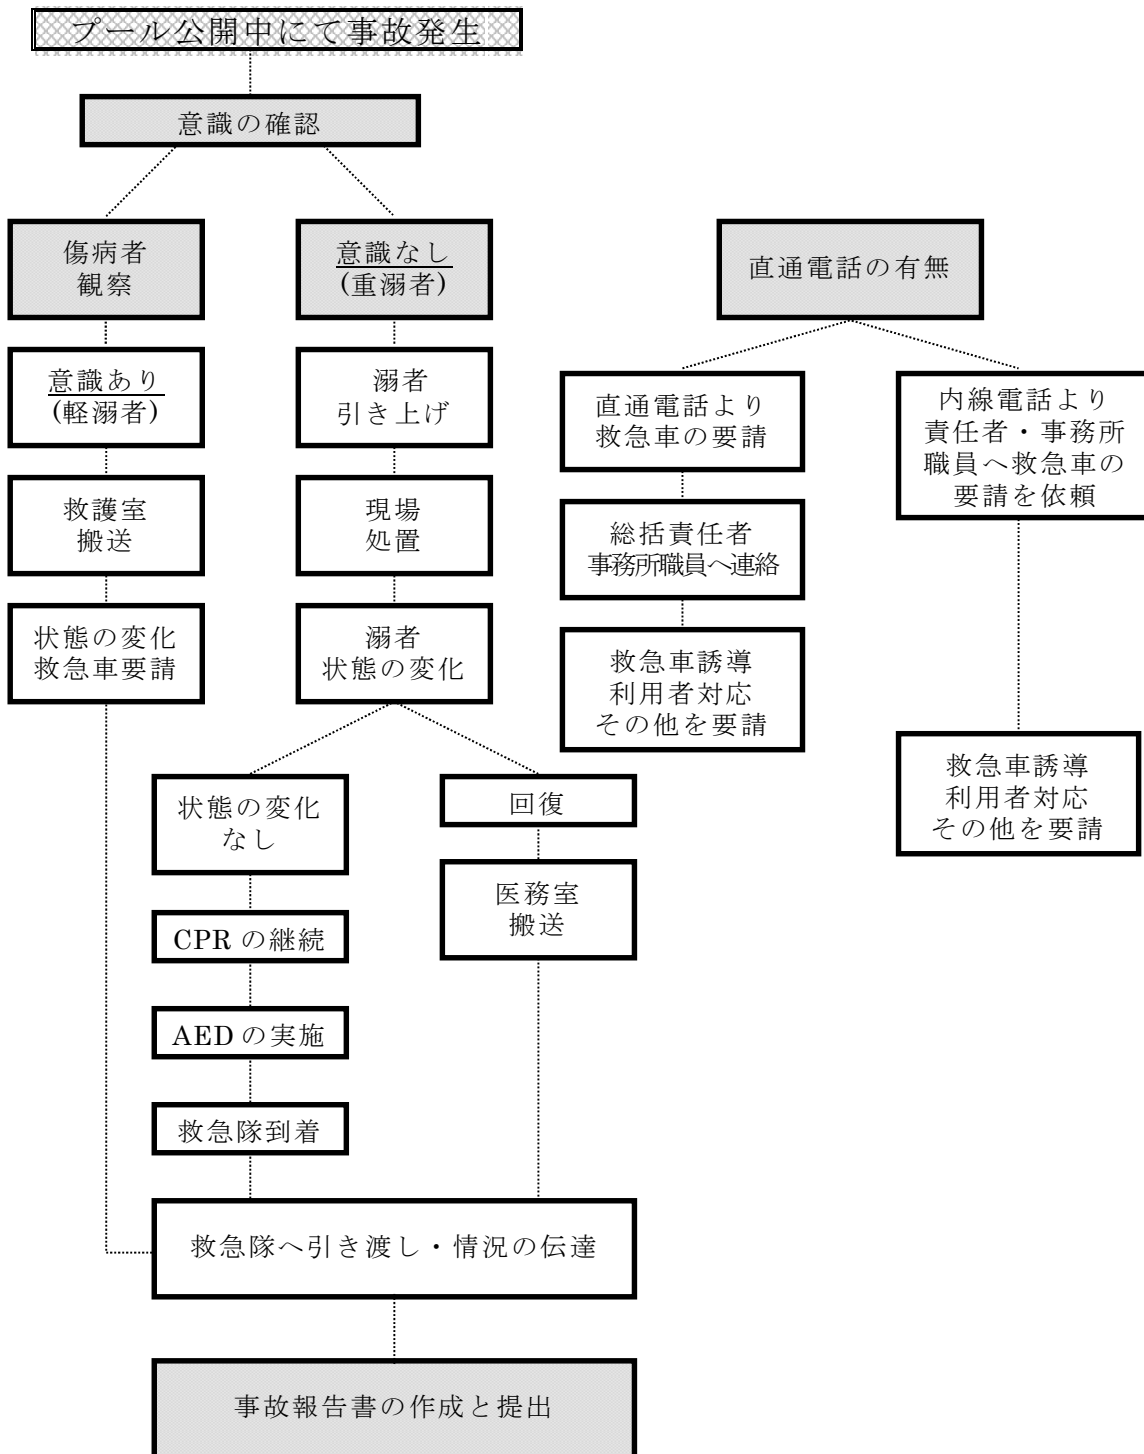 プール公開中にて事故発生
意識の確認
傷病者
観察
意識あり
(軽溺者)
救護室
搬送
状態の変化
救急車要請
意識なし
(重溺者)
溺者
引き上げ
現場
処置
溺者
状態の変化
状態の変化
なし
CPR の継続
AED の実施
救急隊到着
回復
医務室
搬送
救急隊へ引き渡し・情況の伝達
事故報告書の作成と提出
直通電話の有無
直通電話より
救急車の要請
総括責任者
事務所職員へ連絡
救急車誘導
利用者対応
その他を要請
内線電話より
責任者・事務所
職員へ救急車の
要請を依頼
救急車誘導
利用者対応
その他を要請